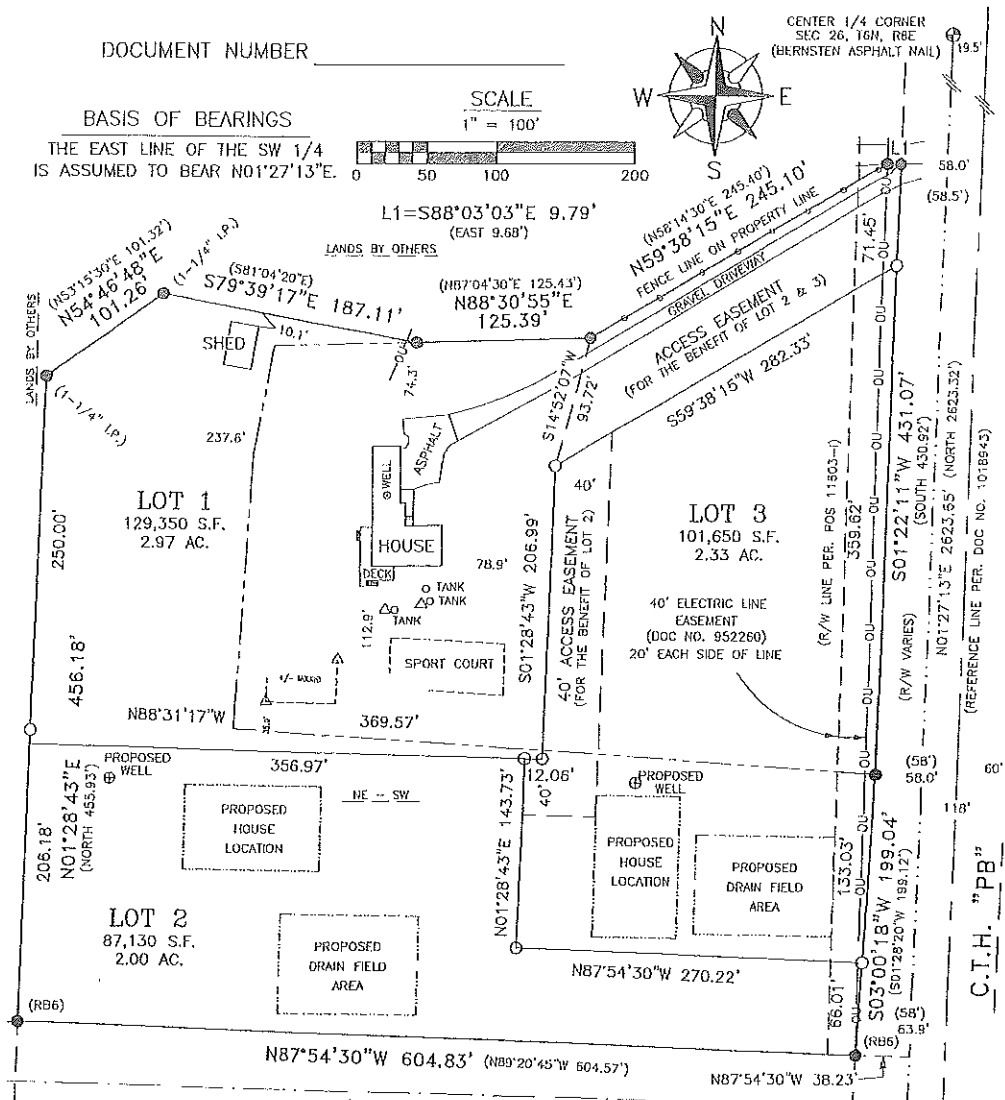 DOCUMENT NUMBER
CENTER 1/4 CORNER
SEC 26, T6N, R8E
(BERNSTEN ASPHALT NAIL)
19.5'
N
W
E
S
BASIS OF BEARINGS
THE EAST LINE OF THE SW 1/4
IS ASSUMED TO BEAR N01°27'13"E.
SCALE
1" = 100'
0 50 100 200
L1=S88°03'03"E 9.79'
(EAST 9.68')
LANDS BY OTHERS
L1
58.0'
(58.5')
(N58°14'30"E 245.40')
N59°38'15"E 245.10'
FENCE LINE ON PROPERTY LINE
GRAVEL DRIVEWAY
ACCESS EASEMENT
(FOR THE BENEFIT OF LOT 2 & 3)
S59°38'15"W 282.33'
71.45'
(N53°15'30"E 101.32')
N54°46'48"E
101.26'
(1-1/4" I.P.)
(S81°04'20"E)
S79°39'17"E 187.11'
(N87°04'30"E 125.43')
N88°30'55"E
125.39'
LANDS BY OTHERS
(1-1/4" I.P.)
SHED
10.1'
OU
74.3'
S14°52'07"W
93.72'
237.6'
ASPHALT
WELL
LOT 1
129,350 S.F.
2.97 AC.
HOUSE
DECK
78.9'
TANK
TANK
TANK
112.9'
SPORT COURT
250.00'
456.18'
40'
S01°28'43"W 206.99'
40' ACCESS EASEMENT
(FOR THE BENEFIT OF LOT 2)
LOT 3
101,650 S.F.
2.33 AC.
40' ELECTRIC LINE
EASEMENT
(DOC NO. 952260)
20' EACH SIDE OF LINE
(R/W LINE PER. POS 11803-I)
359.62'
OU
OU
OU
OU
OU
OU
OU
OU
S01°22'11"W 431.07'
(SOUTH 430.92')
(R/W VARIES)
N01°27'13"E 2623.65' (NORTH 2623.32')
(REFERENCE LINE PER. DOC NO. 1018943)
N88°31'17"W
369.57'
PROPOSED
WELL
356.97'
12.06'
PROPOSED
WELL
(58')
58.0'
60'
118'
NE - SW
40'
PROPOSED
HOUSE
LOCATION
N01°28'43"E 143.73'
PROPOSED
HOUSE
LOCATION
PROPOSED
DRAIN FIELD
AREA
133.03'
206.18'
N01°28'43"E
(NORTH 455.93')
LOT 2
87,130 S.F.
2.00 AC.
PROPOSED
DRAIN FIELD
AREA
N87°54'30"W 270.22'
S03°00'18"W 199.04'
(S01°28'20"W 199.12')
C.T.H. "PB"
66.01'
(58')
63.9'
(RB6)
(RB6)
N87°54'30"W 604.83' (N89°20'45"W 604.57')
N87°54'30"W 38.23'